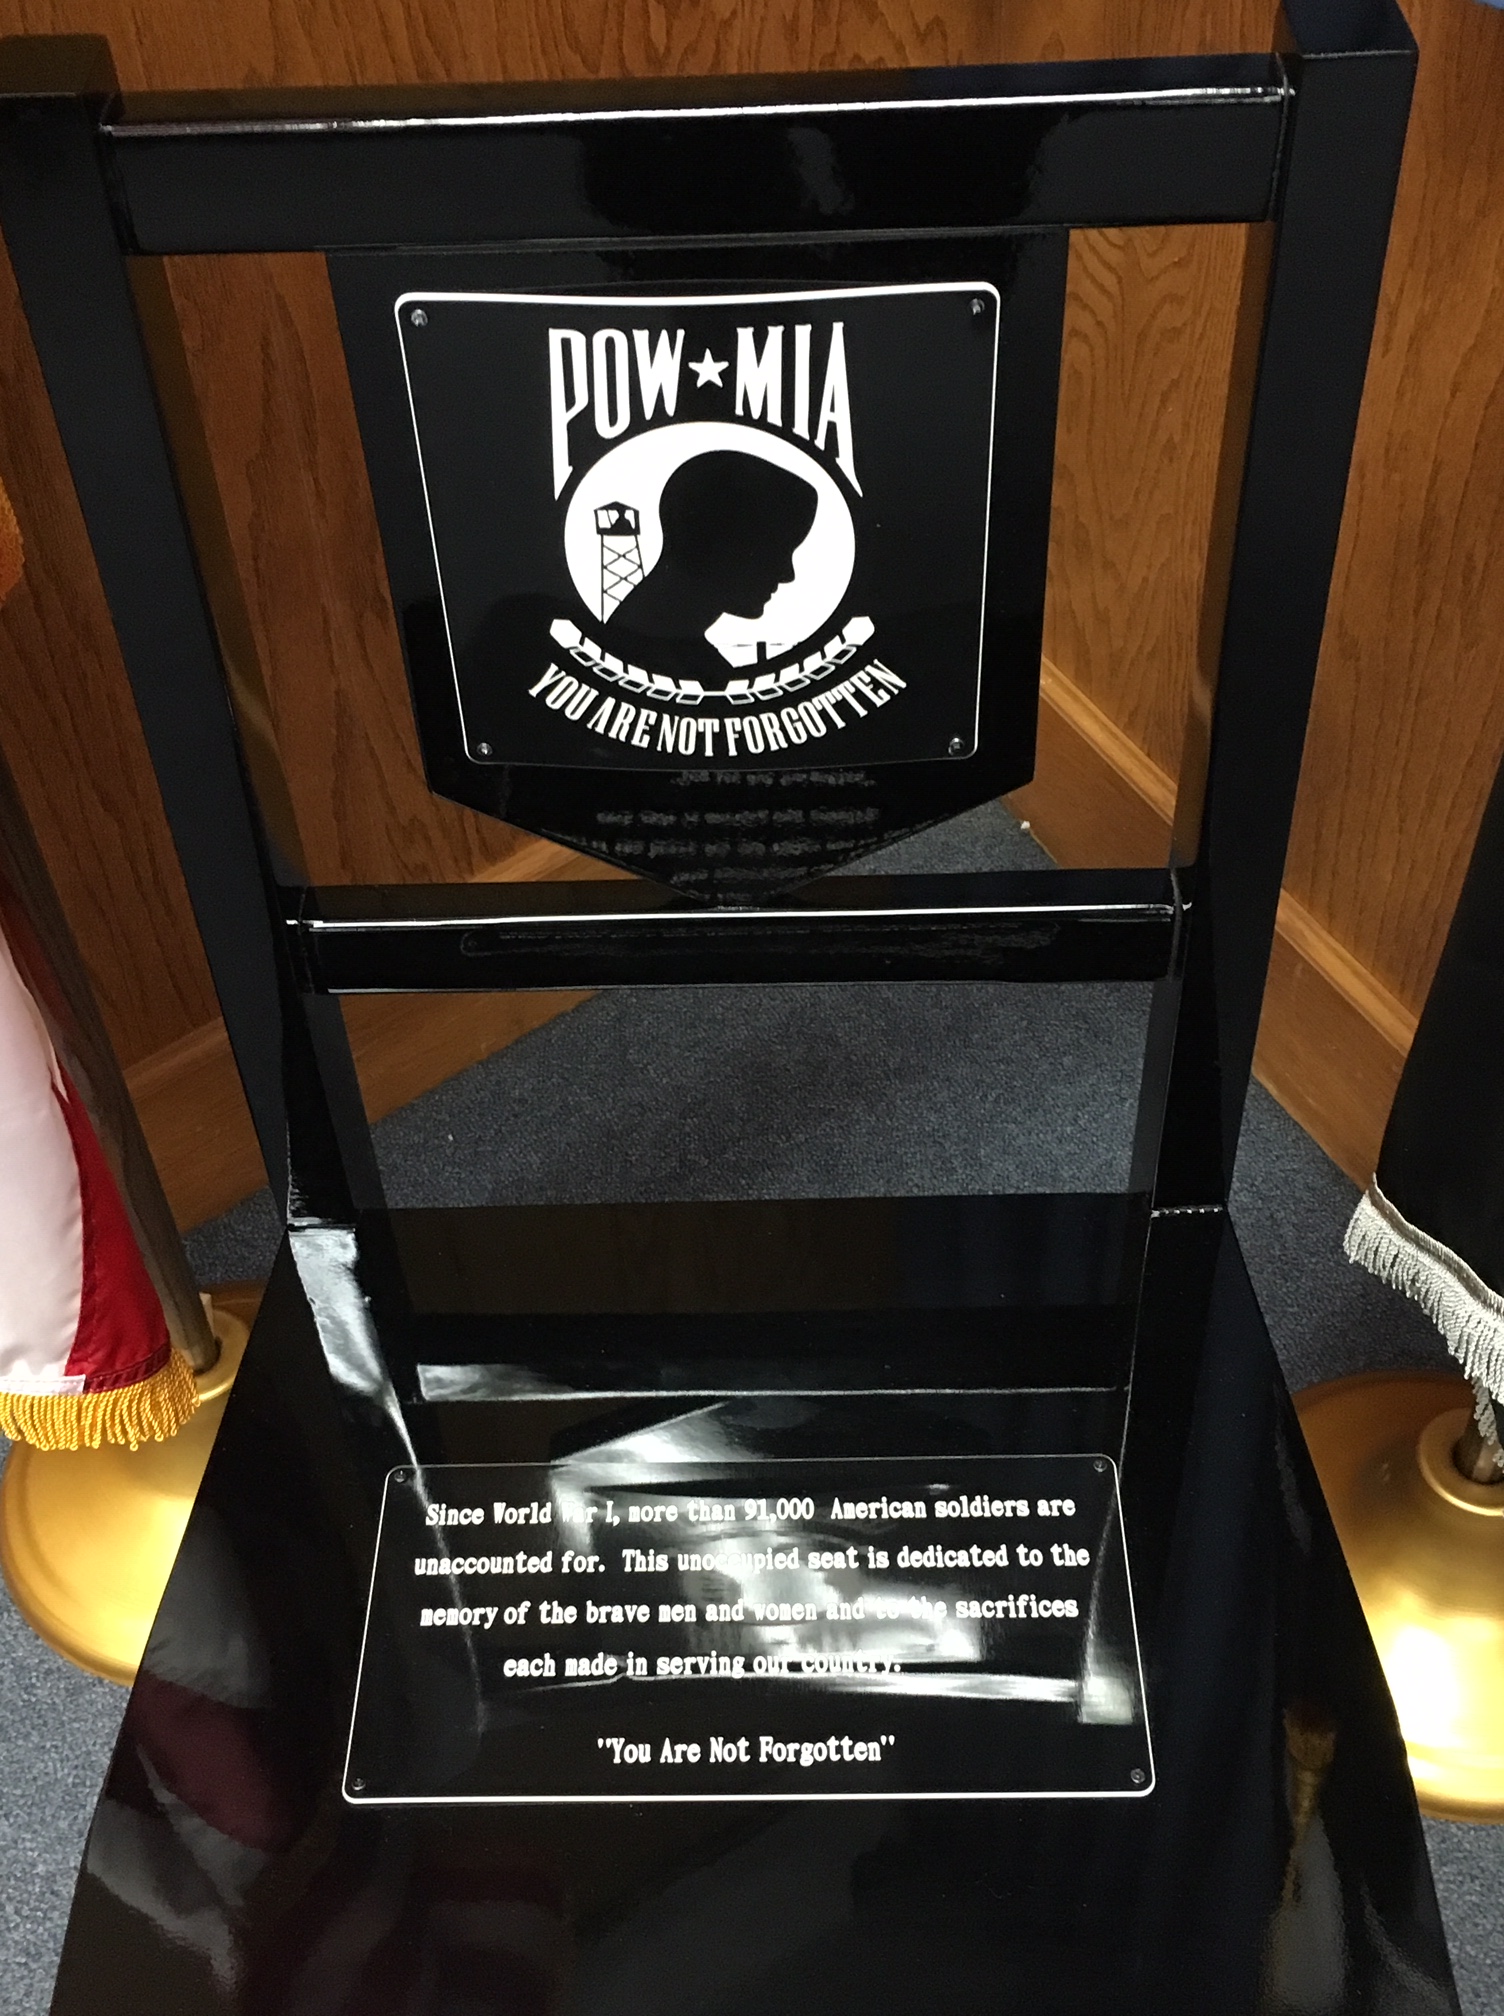 POW★MIA
YOU ARE NOT FORGOTTEN
Since World War I, more than 91,000 American soldiers are
unaccounted for. This unoccupied seat is dedicated to the
memory of the brave men and women and to the sacrifices
each made in serving our country.
"You Are Not Forgotten"